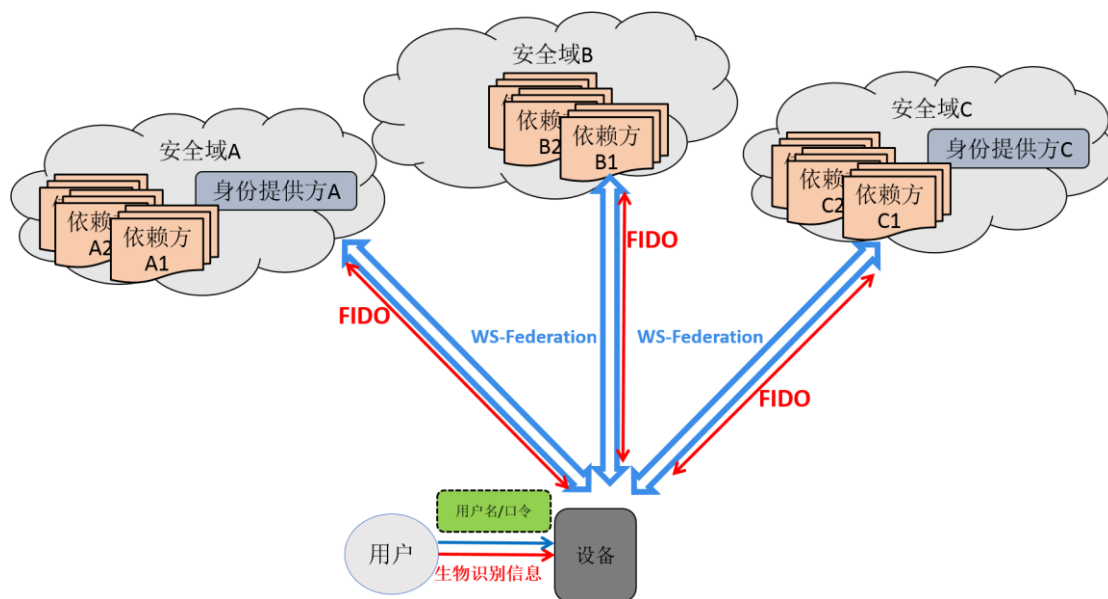 安全域B
依赖
B2
依赖方
B1
安全域A
身份提供方A
依赖
A2
依赖方
A1
安全域C
身份提供方C
依赖
C2
依赖方
C1
FIDO
FIDO
WS-Federation
WS-Federation
FIDO
用户名/口令
用户
设备
生物识别信息